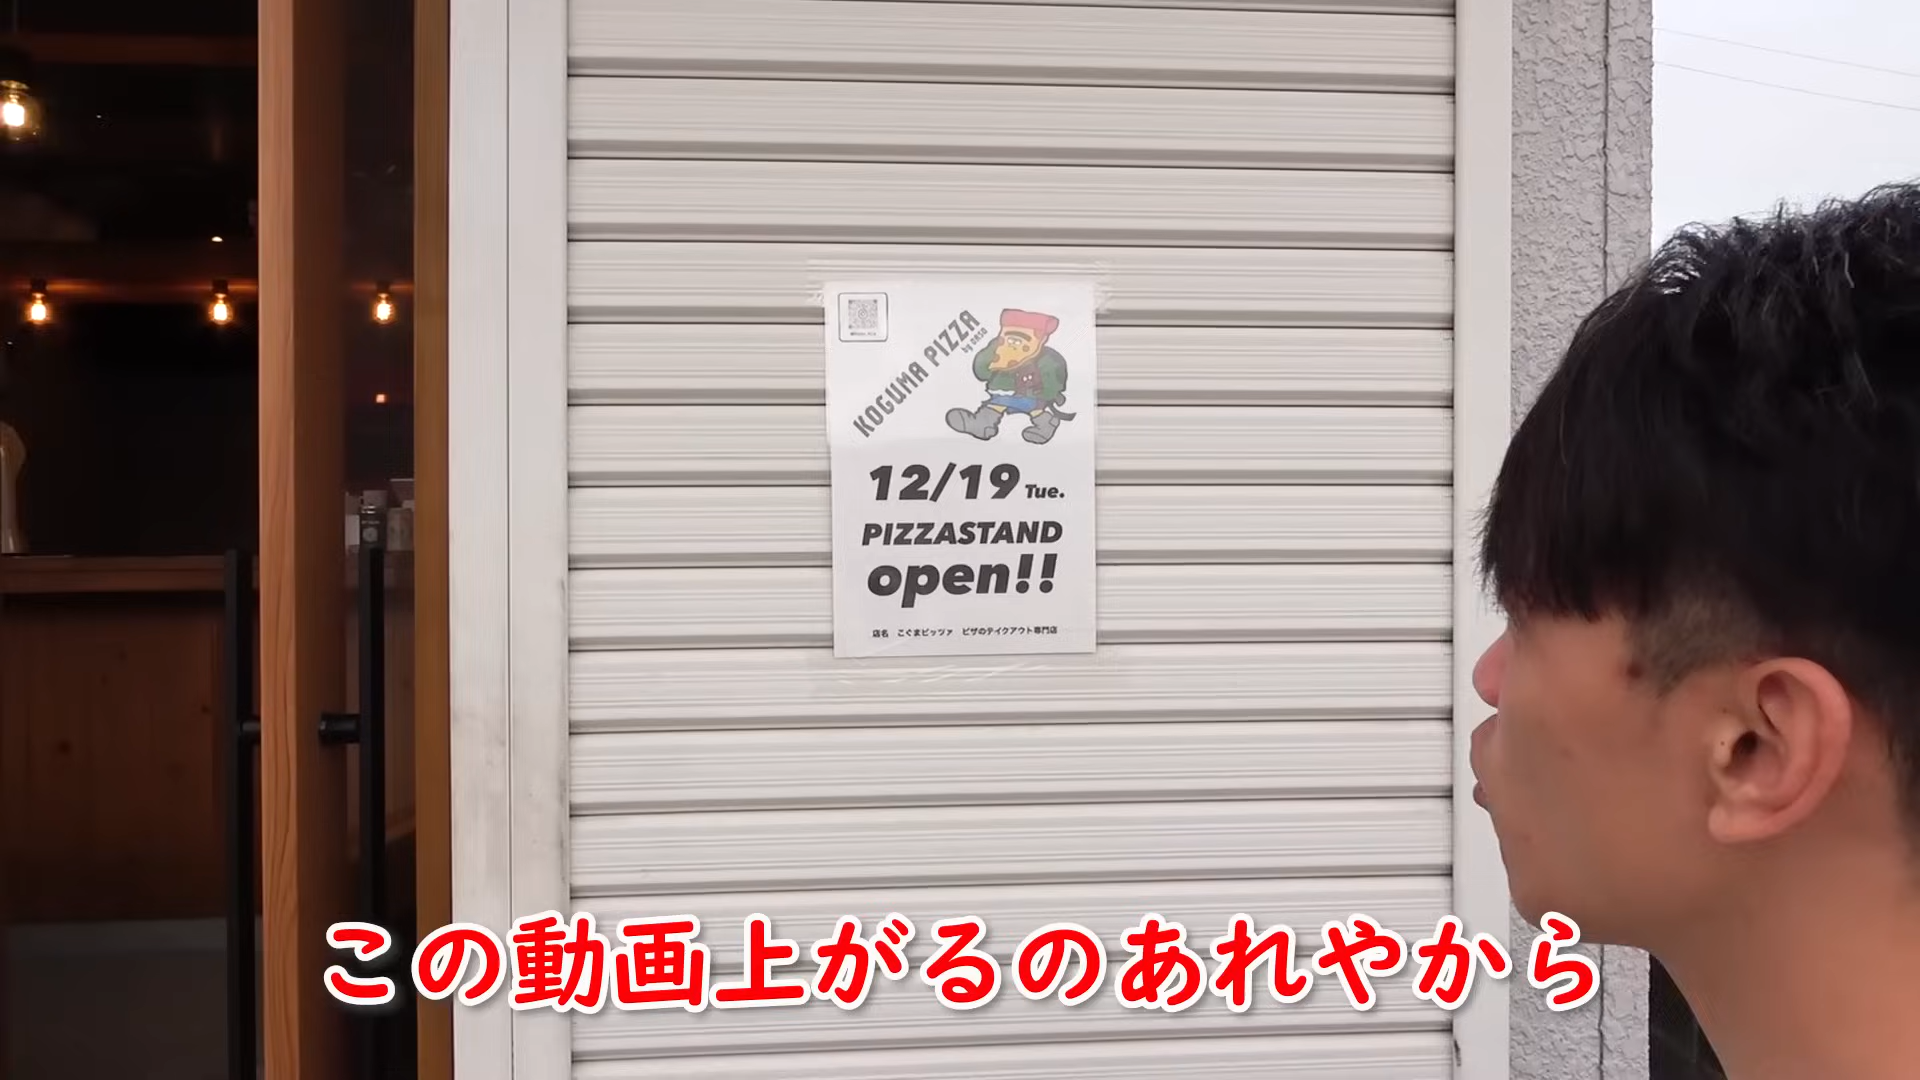 KOGUMA PIZZA
by ORSO
12/19 Tue.
PIZZASTAND
open!!
店名 こぐまピッツァ ピザのテイクアウト専門店
この動画上がるのあれやから